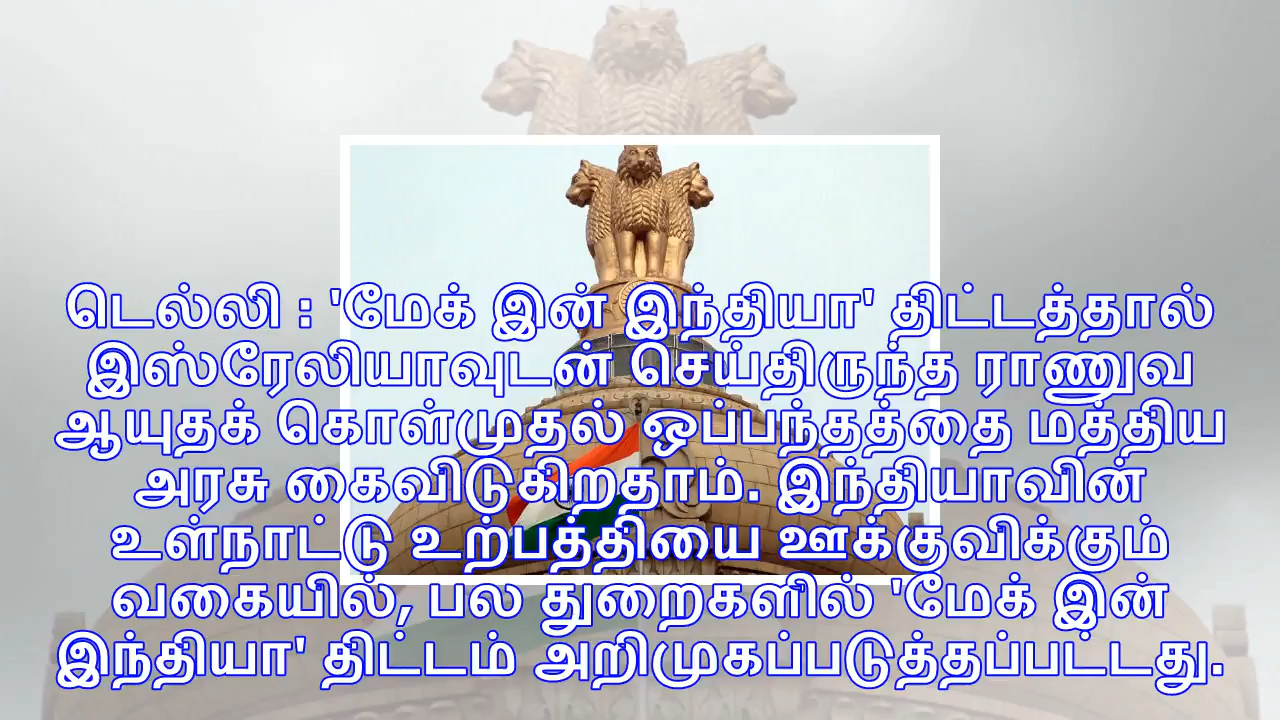 டெல்லி : 'மேக் இன் இந்தியா' திட்டத்தால்
இஸ்ரேலியாவுடன் செய்திருந்த ராணுவ
ஆயுதக் கொள்முதல் ஒப்பந்தத்தை மத்திய
அரசு கைவிடுகிறதாம். இந்தியாவின்
உள்நாட்டு உற்பத்தியை ஊக்குவிக்கும்
வகையில், பல துறைகளில் 'மேக் இன்
இந்தியா' திட்டம் அறிமுகப்படுத்தப்பட்டது.